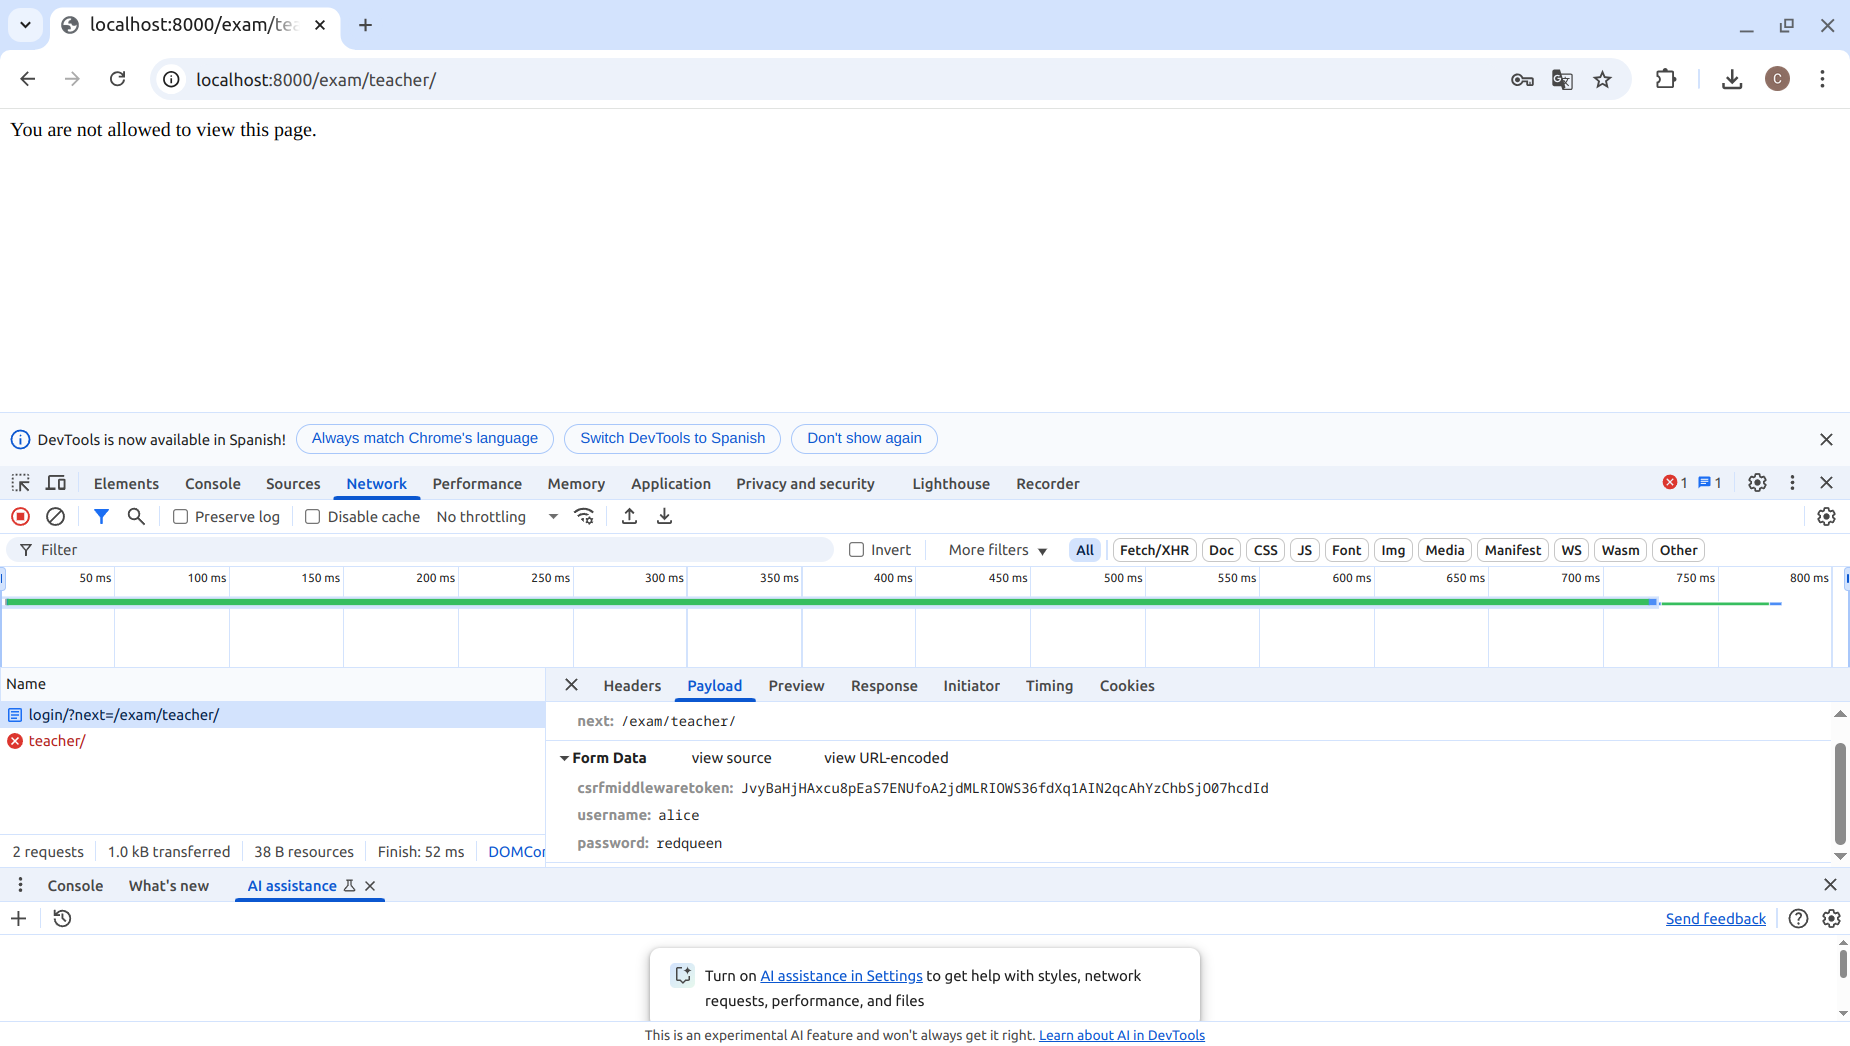 localhost:8000/exam/tea
localhost:8000/exam/teacher/
C
You are not allowed to view this page.
DevTools is now available in Spanish! Always match Chrome's language Switch DevTools to Spanish Don't show again
Elements Console Sources Network Performance Memory Application Privacy and security Lighthouse Recorder 1 1
Preserve log Disable cache No throttling
Filter Invert More filters All Fetch/XHR Doc CSS JS Font Img Media Manifest WS Wasm Other
50 ms 100 ms 150 ms 200 ms 250 ms 300 ms 350 ms 400 ms 450 ms 500 ms 550 ms 600 ms 650 ms 700 ms 750 ms 800 ms
Name
login/?next=/exam/teacher/
teacher/
2 requests 1.0 kB transferred 38 B resources Finish: 52 ms DOMCor
Headers Payload Preview Response Initiator Timing Cookies
next: /exam/teacher/
Form Data view source view URL-encoded
csrfmiddlewaretoken: JvyBaHjHAxcu8pEaS7ENUfoA2jdMLRIOWS36fdXq1AIN2qcAhYzChbSjO07hcdId
username: alice
password: redqueen
Console What's new AI assistance
Send feedback
Turn on AI assistance in Settings to get help with styles, network
requests, performance, and files
This is an experimental AI feature and won't always get it right. Learn about AI in DevTools